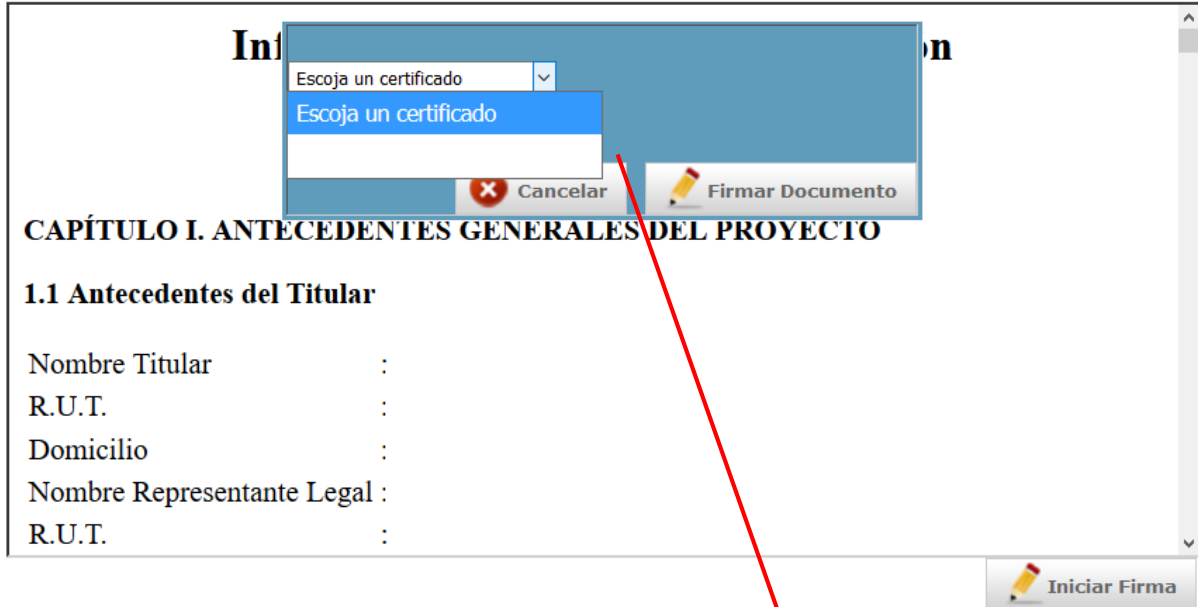 Escoja un certificado
Escoja un certificado
Cancelar
Firmar Documento
CAPÍTULO I. ANTECEDENTES GENERALES DEL PROYECTO
1.1 Antecedentes del Titular
Nombre Titular :
R.U.T. :
Domicilio :
Nombre Representante Legal :
R.U.T. :
Iniciar Firma